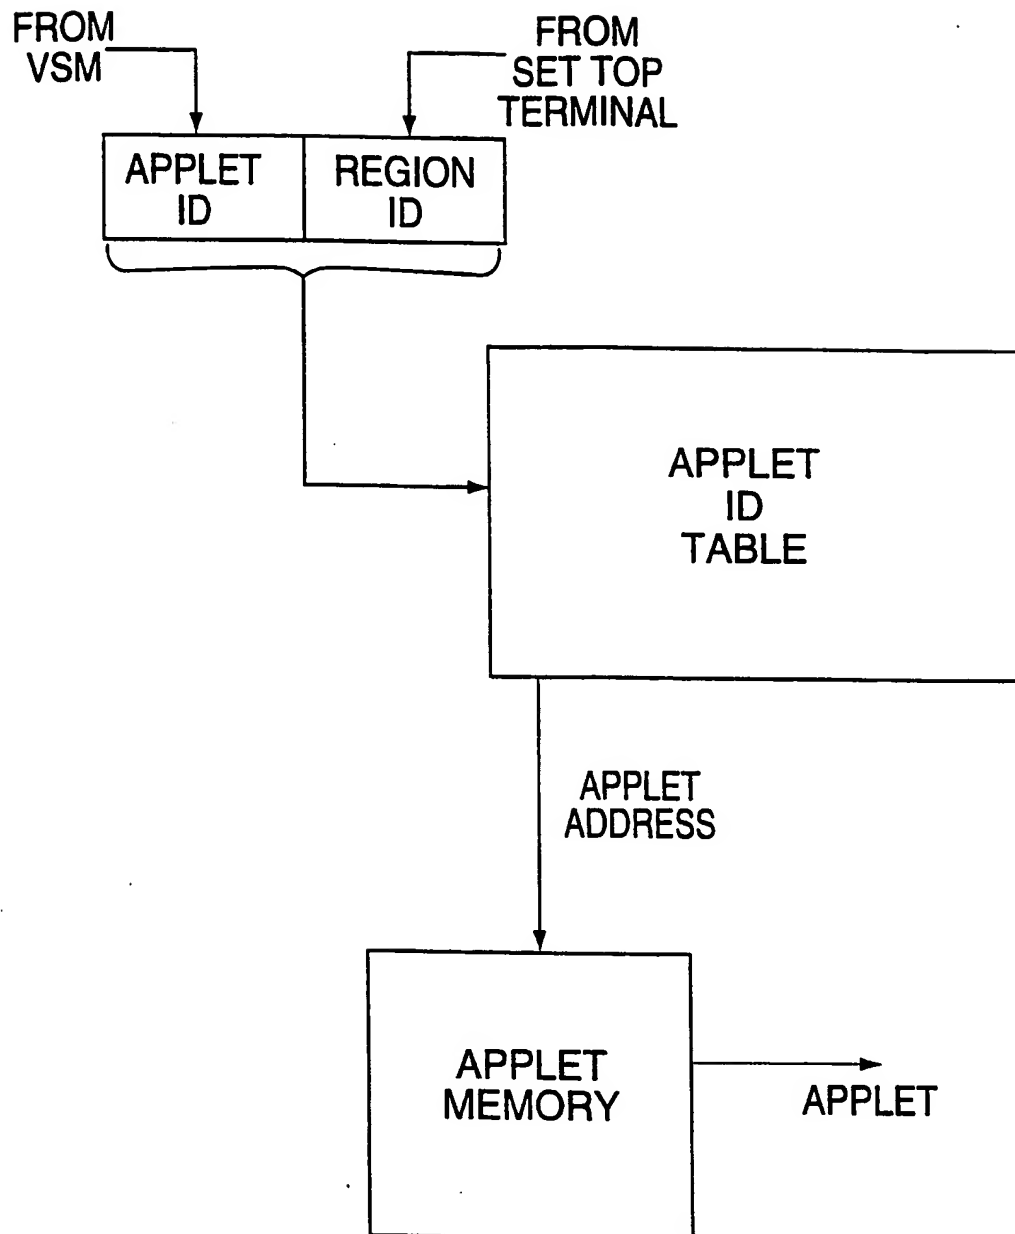 FROM
VSM
FROM
SET TOP
TERMINAL
APPLET
ID
REGION
ID
APPLET
ID
TABLE
APPLET
ADDRESS
APPLET
MEMORY
APPLET